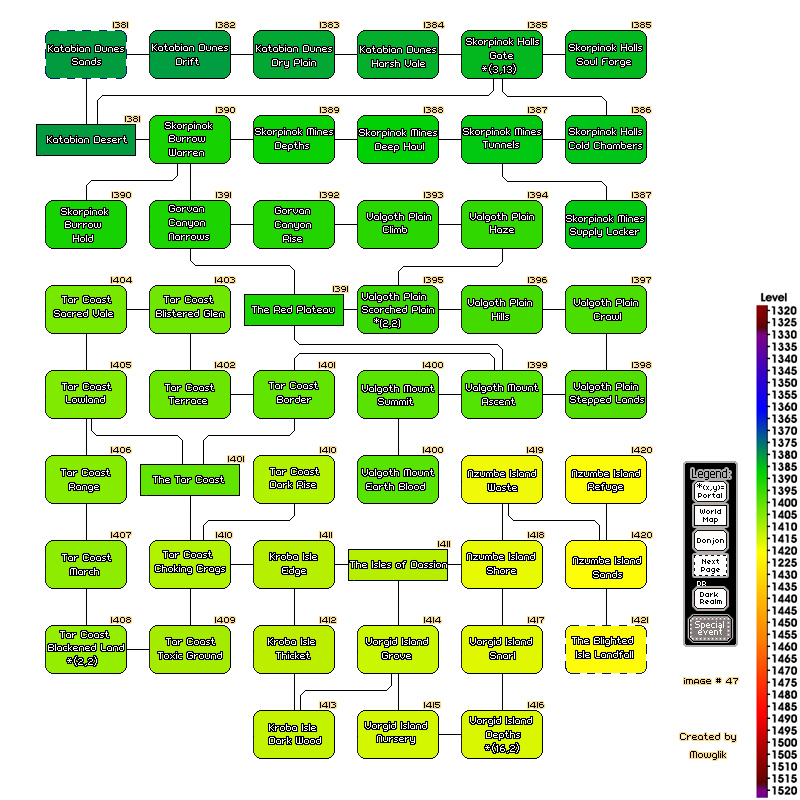 1381 1382 1383 1384 1385 1385
Katabian Dunes
Sands
Katabian Dunes
Drift
Katabian Dunes
Dry Plain
Katabian Dunes
Harsh Vale
Skorpinok Halls
Gate
*(3,13)
Skorpinok Halls
Soul Forge
1381 1390 1389 1388 1387 1386
Katabian Desert
Skorpinok
Burrow
Warren
Skorpinok Mines
Depths
Skorpinok Mines
Deep Haul
Skorpinok Mines
Tunnels
Skorpinok Halls
Cold Chambers
1390 1391 1392 1393 1394 1387
Skorpinok
Burrow
Hold
Gorvan
Canyon
Narrows
Gorvan
Canyon
Rise
Valgoth Plain
Climb
Valgoth Plain
Haze
Skorpinok Mines
Supply Locker
1404 1403 1391 1395 1396 1397
Tar Coast
Sacred Vale
Tar Coast
Blistered Glen
The Red Plateau
Valgoth Plain
Scorched Plain
*(2,2)
Valgoth Plain
Hills
Valgoth Plain
Crawl
1405 1402 1401 1400 1399 1398
Tar Coast
Lowland
Tar Coast
Terrace
Tar Coast
Border
Valgoth Mount
Summit
Valgoth Mount
Ascent
Valgoth Plain
Stepped Lands
1406 1401 1410 1400 1419 1420
Tar Coast
Range
The Tar Coast
Tar Coast
Dark Rise
Valgoth Mount
Earth Blood
Nzumbe Island
Waste
Nzumbe Island
Refuge
1407 1410 1411 1411 1418 1420
Tar Coast
March
Tar Coast
Choking Crags
Kroba Isle
Edge
The Isles of Dassion
Nzumbe Island
Shore
Nzumbe Island
Sands
1408 1409 1412 1414 1417 1421
Tar Coast
Blackened Land
*(2,2)
Tar Coast
Toxic Ground
Kroba Isle
Thicket
Vorgid Island
Grove
Vorgid Island
Snarl
The Blighted
Isle Landfall
1413 1415 1416
Kroba Isle
Dark Wood
Vorgid Island
Nursery
Vorgid Island
Depths
*(16,2)
Level
1320
1325
1330
1335
1340
1345
1350
1355
1360
1365
1370
1375
1380
1385
1390
1395
1400
1405
1410
1415
1420
1425
1430
1435
1440
1445
1450
1455
1460
1465
1470
1475
1480
1485
1490
1495
1500
1505
1510
1515
1520
Legend:
*(x,y)=
Portal
World
Map
Donjon
Next
Page
OR
Dark
Realm
Special
event
image # 47
Created by
Mowglik